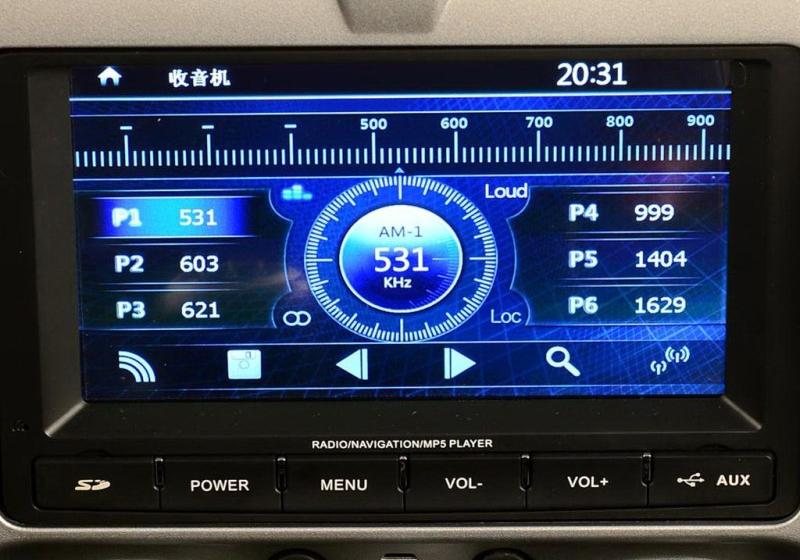 收音机 20:31
500 600 700 800 900
Loud
P1 531
P2 603
P3 621
AM-1
531
KHz
P4 999
P5 1404
P6 1629
Loc
RADIO/NAVIGATION/MP5 PLAYER
SD POWER MENU VOL- VOL+ AUX